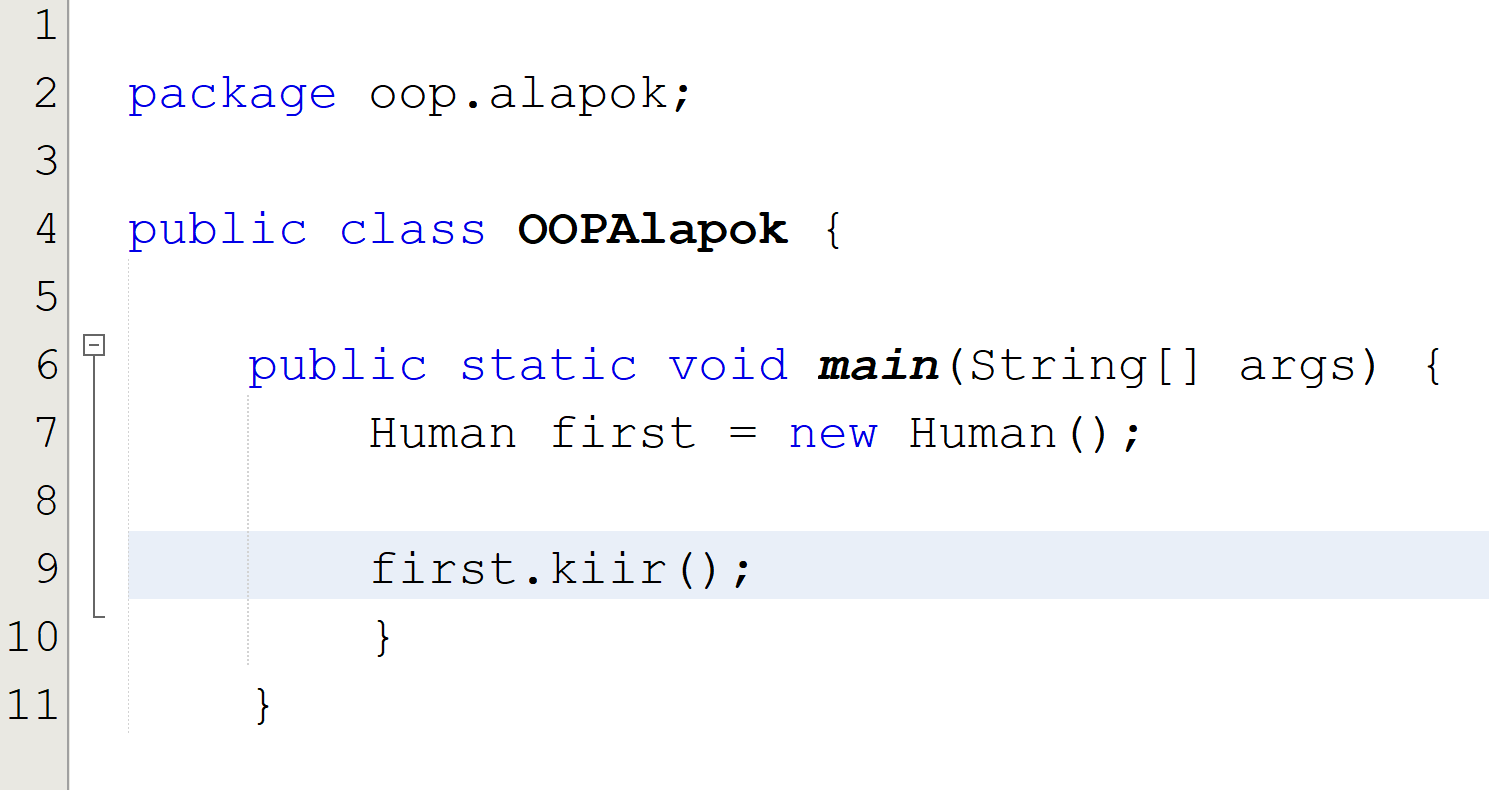 1
2 package oop.alapok;
3
4 public class OOPAlapok {
5
6 public static void main(String[] args) {
7 Human first = new Human();
8
9 first.kiir();
10 }
11 }